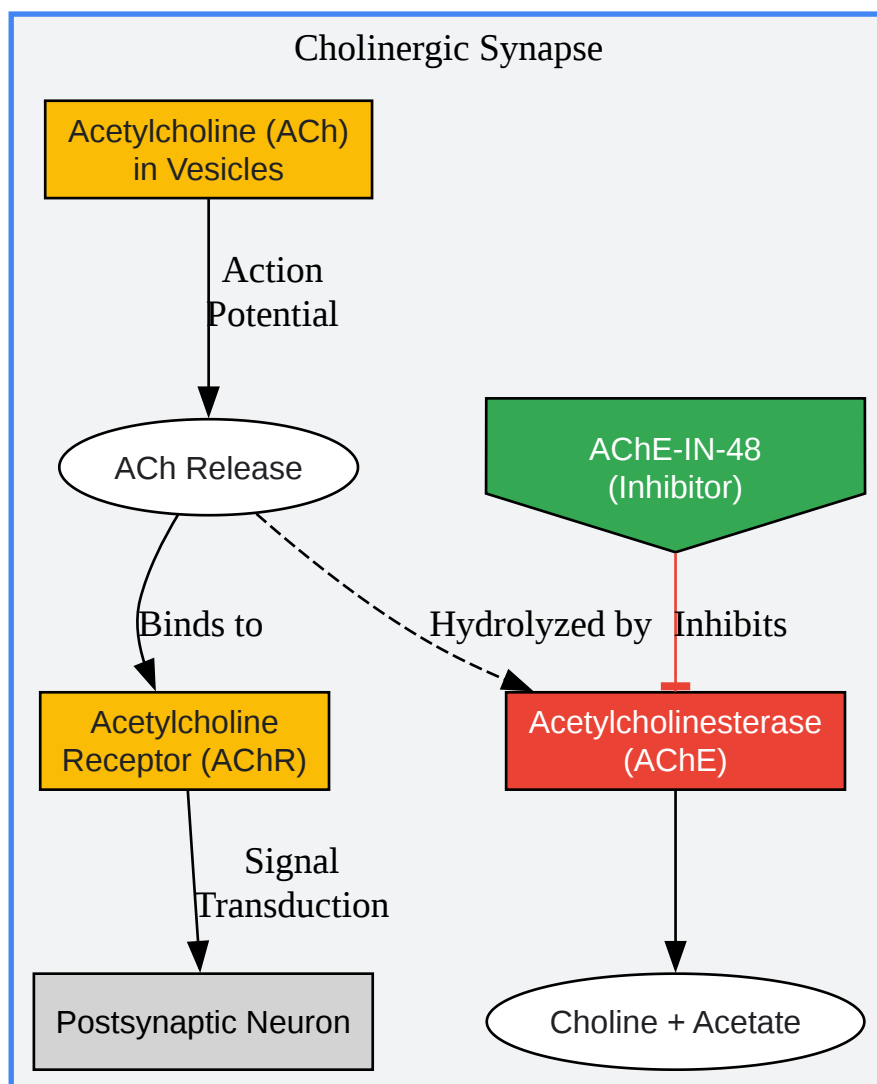 Cholinergic Synapse
Acetylcholine (ACh)
in Vesicles
Action
Potential
ACh Release
AChE-IN-48
(Inhibitor)
Binds to
Hydrolyzed by
Inhibits
Acetylcholine
Receptor (AChR)
Acetylcholinesterase
(AChE)
Signal
Transduction
Postsynaptic Neuron
Choline + Acetate